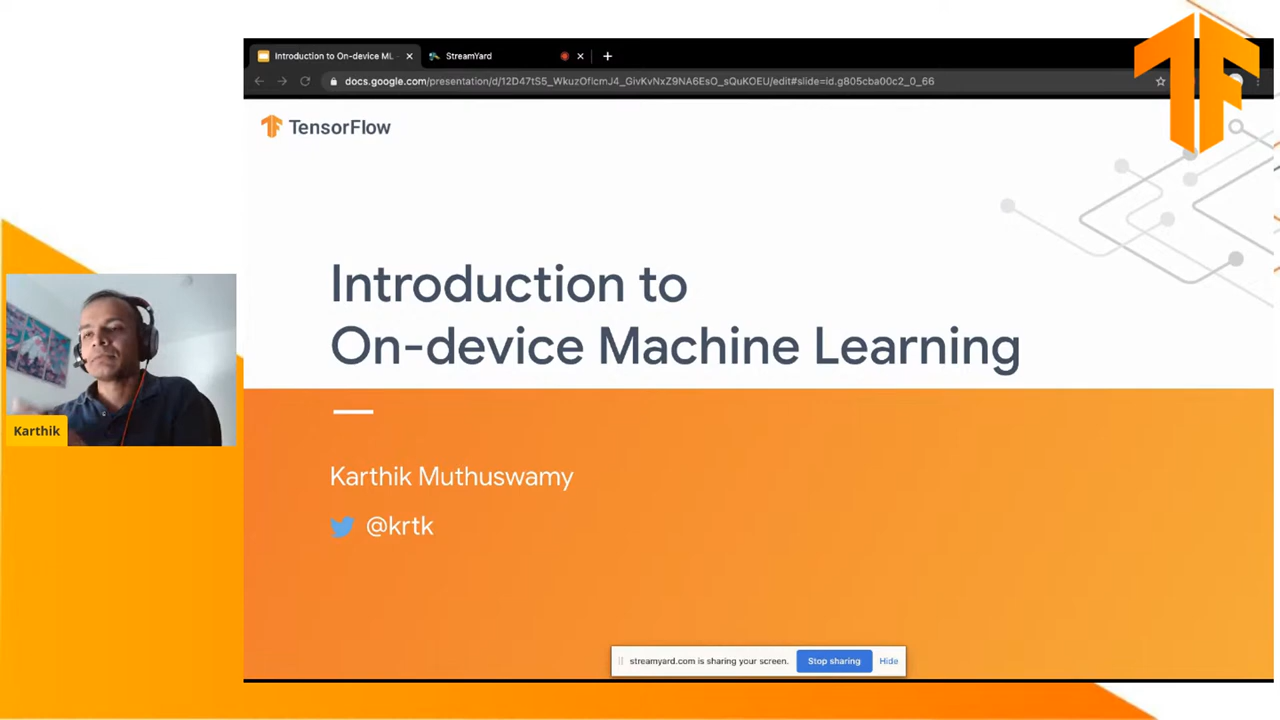 Introduction to On-device ML
StreamYard
docs.google.com/presentation/d/12D47tS5_WkuzOflcmJ4_GivKvNxZ9NA6EsO_sQuKOEU/edit#slide=id.g805cba00c2_0_66
TensorFlow
Introduction to
On-device Machine Learning
Karthik
Karthik Muthuswamy
@krtk
streamyard.com is sharing your screen.
Stop sharing
Hide